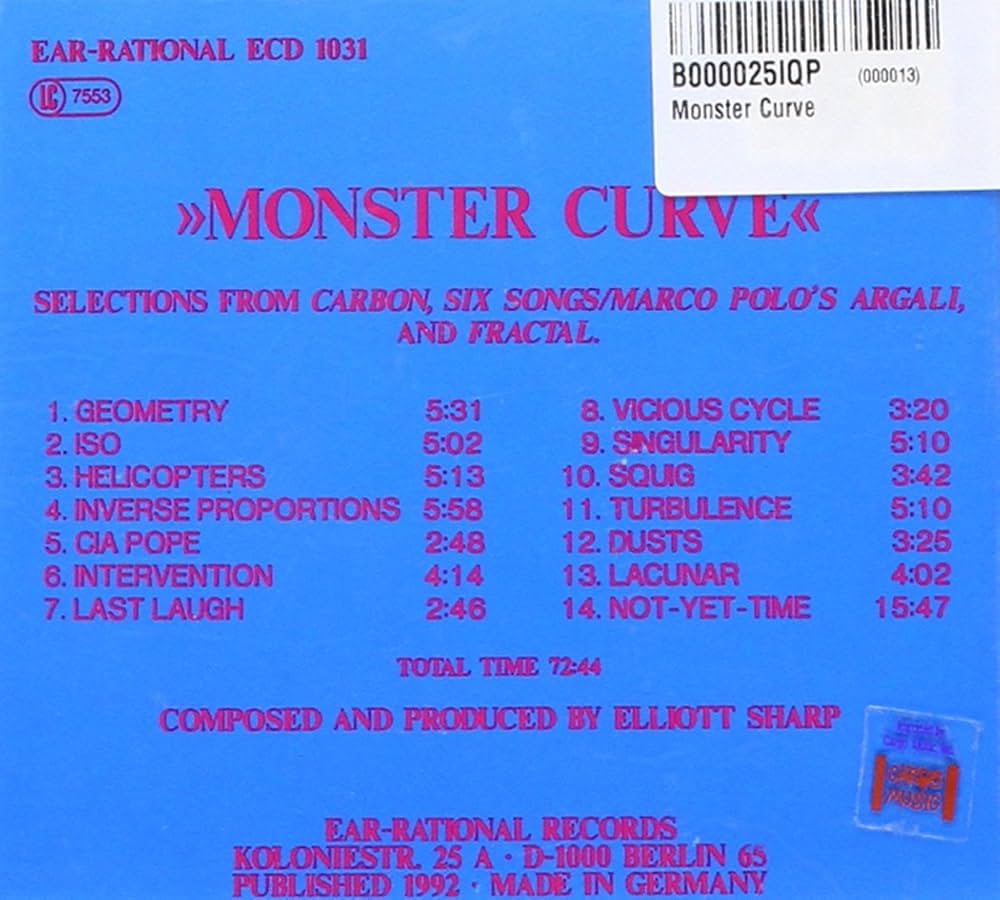 EAR-RATIONAL ECD 1031
LC 7553
B000025IQP (000013)
Monster Curve
»MONSTER CURVE«
SELECTIONS FROM CARBON, SIX SONGS/MARCO POLO'S ARGALI,
AND FRACTAL.
1. GEOMETRY 5:31
2. ISO 5:02
3. HELICOPTERS 5:13
4. INVERSE PROPORTIONS 5:58
5. CIA POPE 2:48
6. INTERVENTION 4:14
7. LAST LAUGH 2:46
8. VICIOUS CYCLE 3:20
9. SINGULARITY 5:10
10. SQUIG 3:42
11. TURBULENCE 5:10
12. DUSTS 3:25
13. LACUNAR 4:02
14. NOT-YET-TIME 15:47
TOTAL TIME 72:44
COMPOSED AND PRODUCED BY ELLIOTT SHARP
MUSIC
EAR-RATIONAL RECORDS
KOLONIESTR. 25 A · D-1000 BERLIN 65
PUBLISHED 1992 · MADE IN GERMANY